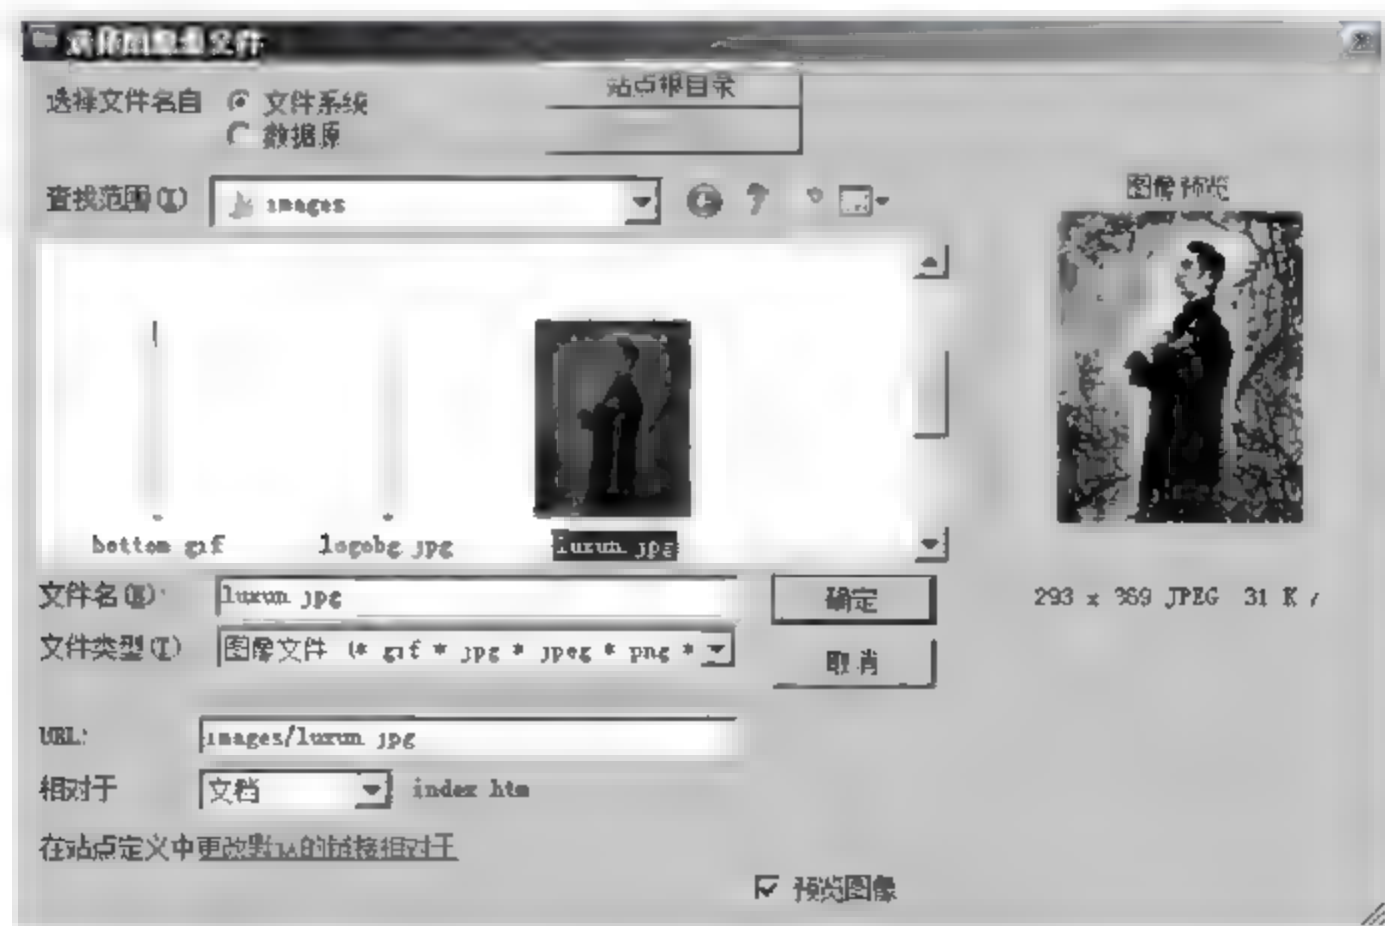 选择图像源文件
选择文件名自 文件系统 站点根目录
数据原
查找范围(I) images
图像预览
bottom gif logobg jpg luxun jpg
文件名(N): luxun jpg 确定
293 x 369 JPEG 31 K /
文件类型(T) 图像文件 (* gif * jpg * jpeg * png *
取消
URL: images/luxun jpg
相对于 文档 index htm
在站点定义中更改默认的链接相对于
预览图像